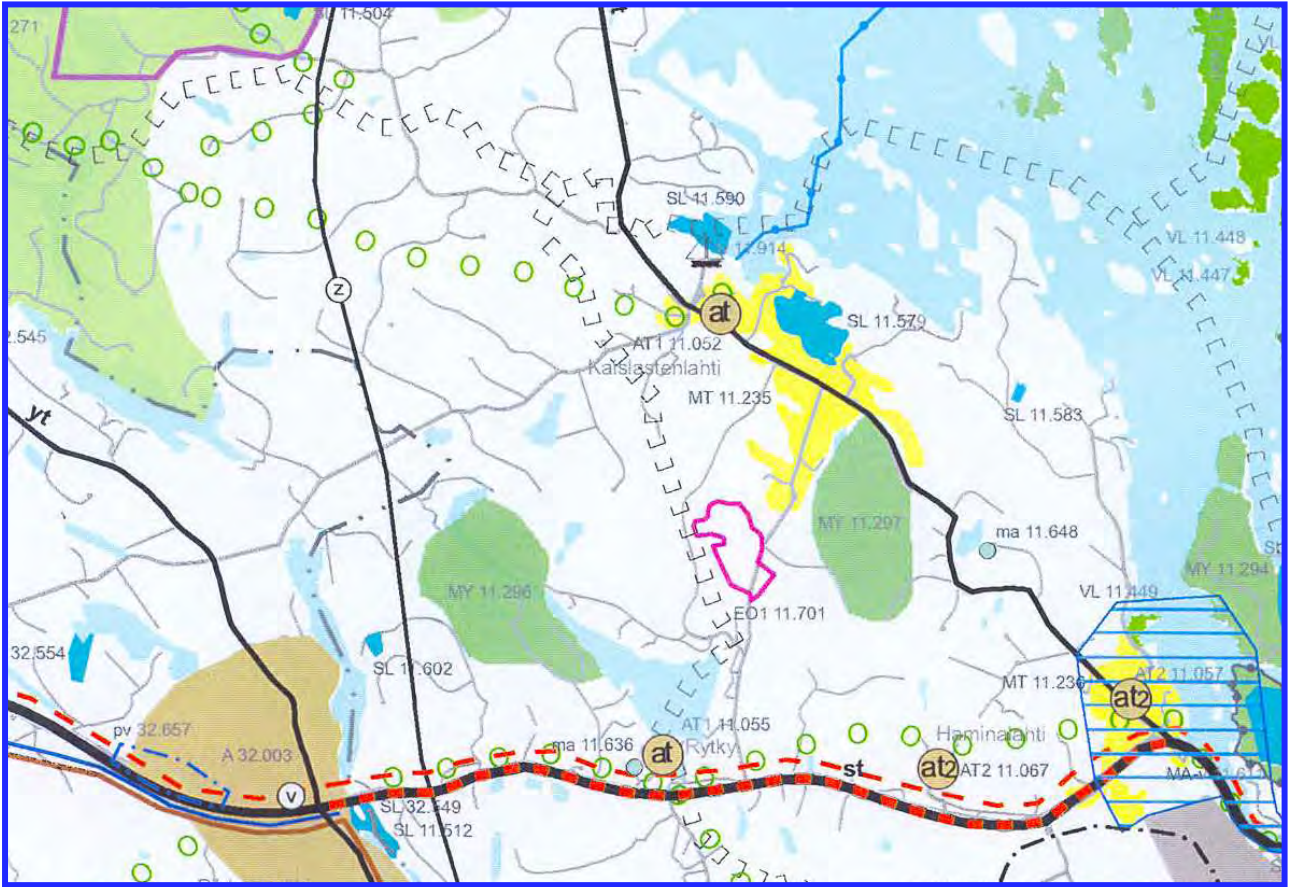 271
SL 11.504
SL 11.590
11.914
VL 11.448
VL 11.447
z
at
SL 11.579
AT1 11.052
Kaislastenlahti
MT 11.235
SL 11.583
2.545
yt
MY 11.297
ma 11.648
MY 11.296
EO1 11.701
MY 11.294
VL 11.449
32.554
SL 11.602
MT 11.236
AT2 11.057
at2
pv 32.657
A 32.003
AT1 11.055
Rytky
ma 11.636
at
Haminalahti
st
at2
AT2 11.067
v
SL 32.549
SL 11.512